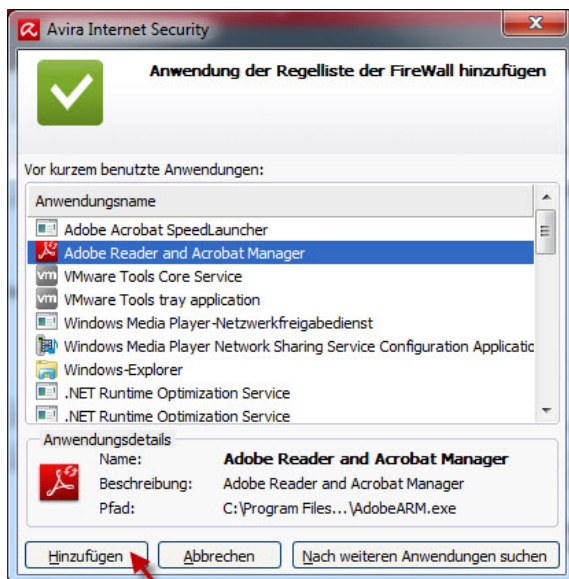 Avira Internet Security
Anwendung der Regelliste der FireWall hinzufügen
Vor kurzem benutzte Anwendungen:
Anwendungsname
Adobe Acrobat SpeedLauncher
Adobe Reader and Acrobat Manager
vm VMware Tools Core Service
vm VMware Tools tray application
Windows Media Player-Netzwerkfreigabedienst
Windows Media Player Network Sharing Service Configuration Applicatic
Windows-Explorer
.NET Runtime Optimization Service
.NET Runtime Optimization Service
Anwendungsdetails
Name: Adobe Reader and Acrobat Manager
Beschreibung: Adobe Reader and Acrobat Manager
Pfad: C:\Program Files...\AdobeARM.exe
Hinzufügen Abbrechen Nach weiteren Anwendungen suchen